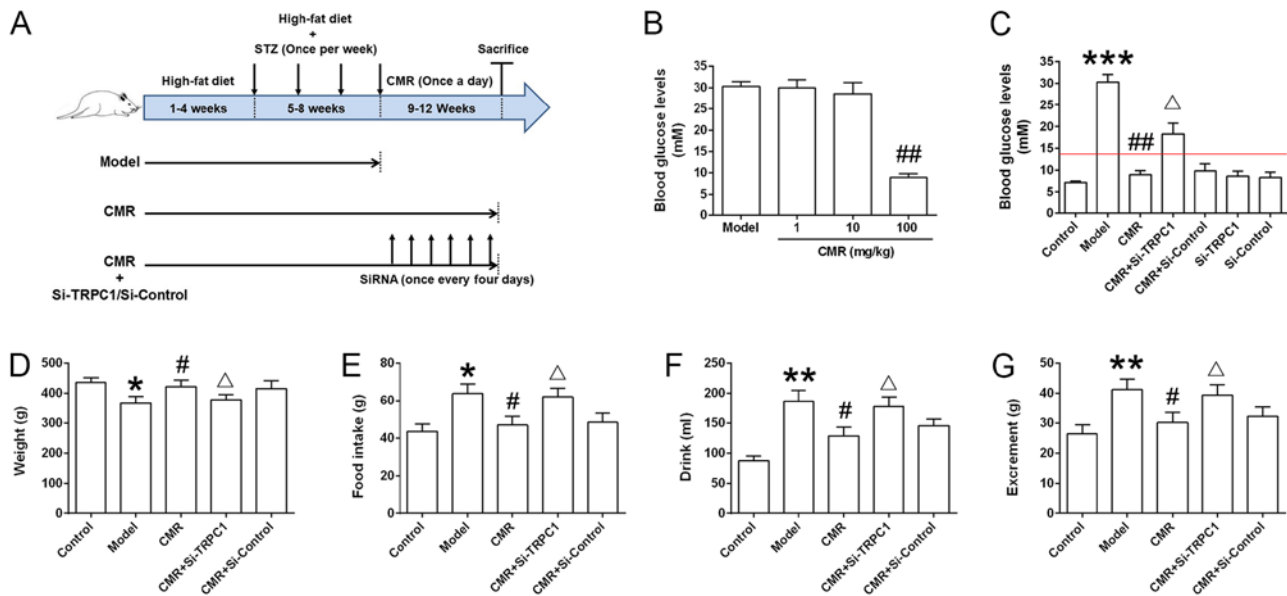 A
High-fat diet
+
STZ (Once per week)
Sacrifice
High-fat diet
CMR (Once a day)
1-4 weeks
5-8 weeks
9-12 Weeks
Model
CMR
CMR
+
Si-TRPC1/Si-Control
SiRNA (once every four days)
B
Blood glucose levels
(mM)
35
30
25
20
15
10
5
0
##
Model
1
10
100
CMR (mg/kg)
C
Blood glucose levels
(mM)
35
30
25
20
15
10
5
0
***
##
△
Control
Model
CMR
CMR+Si-TRPC1
CMR+Si-Control
Si-TRPC1
Si-Control
D
Weight (g)
500
400
300
200
100
0
*
#
△
Control
Model
CMR
CMR+Si-TRPC1
CMR+Si-Control
E
Food intake (g)
80
60
40
20
0
*
#
△
Control
Model
CMR
CMR+Si-TRPC1
CMR+Si-Control
F
Drink (ml)
250
200
150
100
50
0
**
#
△
Control
Model
CMR
CMR+Si-TRPC1
CMR+Si-Control
G
Excrement (g)
50
40
30
20
10
0
**
#
△
Control
Model
CMR
CMR+Si-TRPC1
CMR+Si-Control